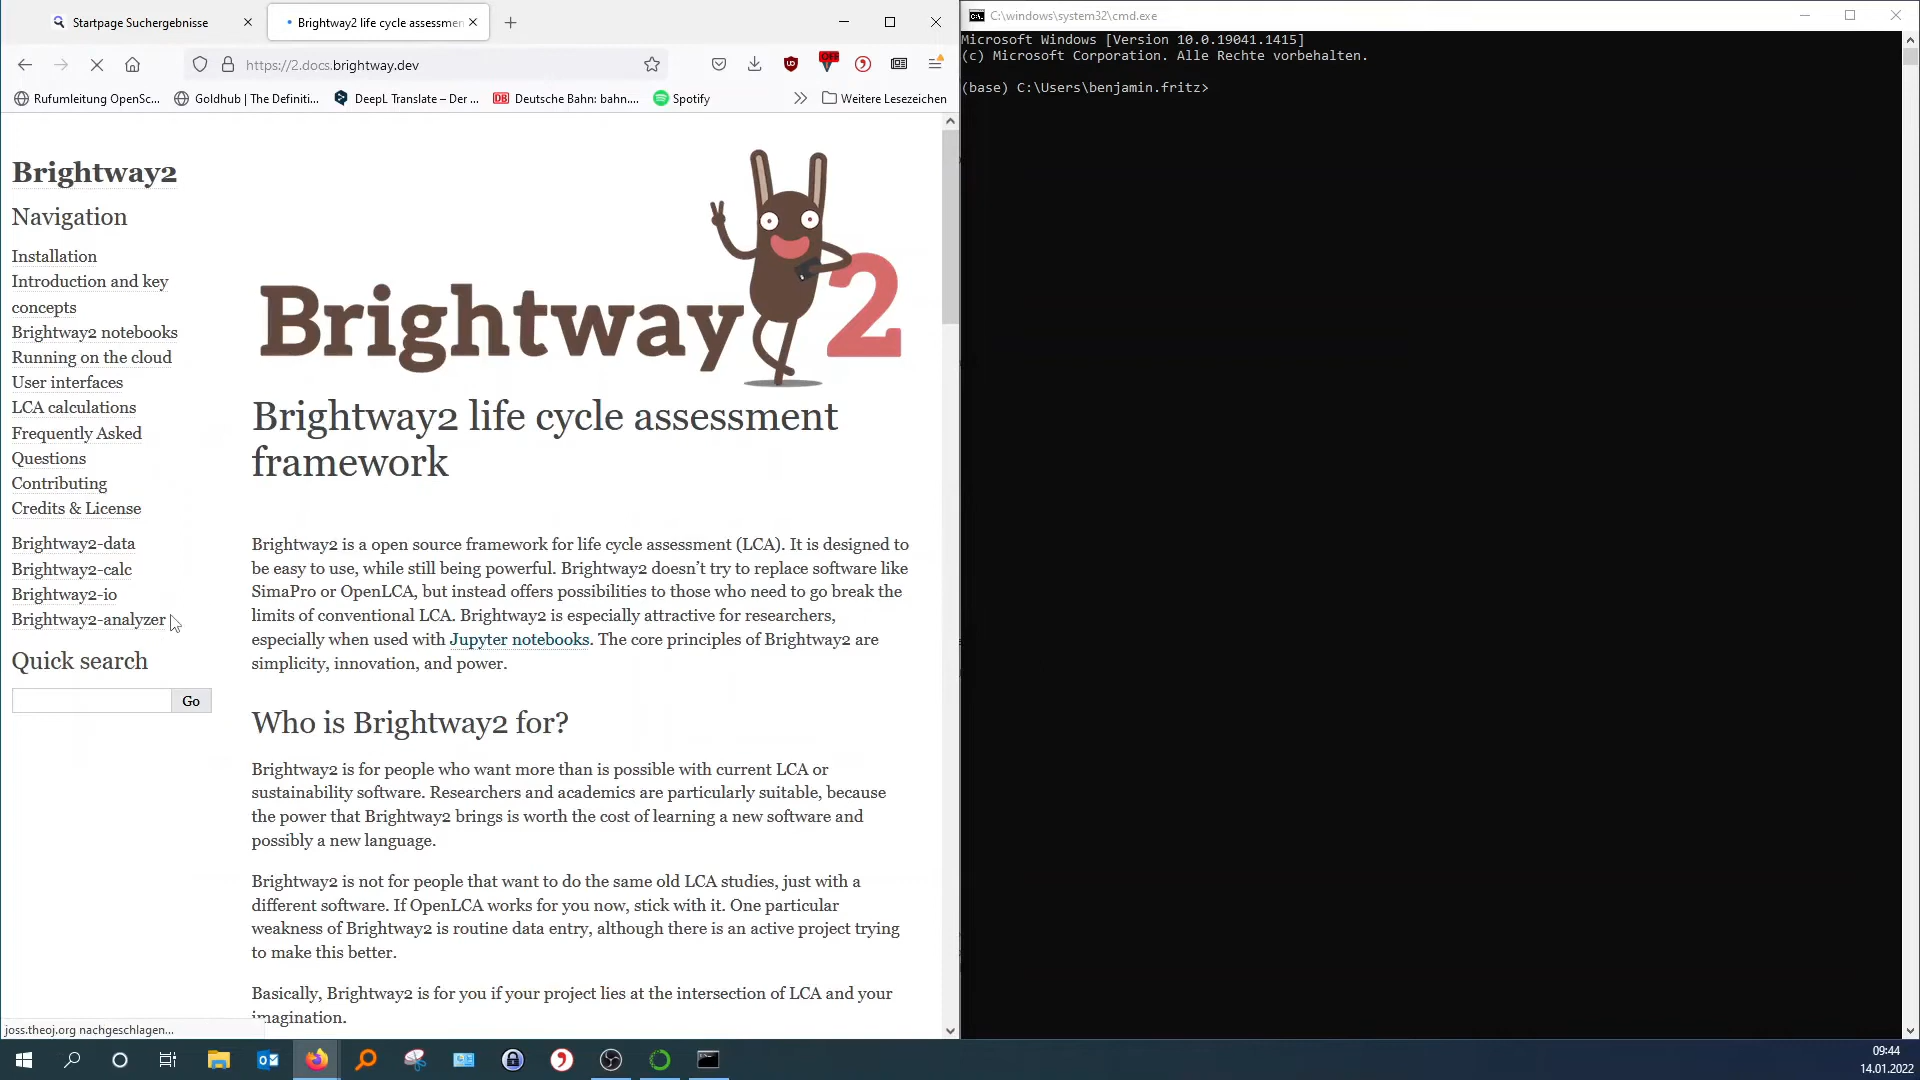 Startpage Suchergebnisse
Brightway2 life cycle assessmen
https://2.docs.brightway.dev
OFF
Rufumleitung OpenSc...
Goldhub | The Definiti...
DeepL Translate – Der ...
DB Deutsche Bahn: bahn....
Spotify
Weitere Lesezeichen
Brightway2
Navigation
Installation
Introduction and key
concepts
Brightway2 notebooks
Running on the cloud
User interfaces
LCA calculations
Frequently Asked
Questions
Contributing
Credits & License
Brightway2-data
Brightway2-calc
Brightway2-io
Brightway2-analyzer
Quick search
Go
Brightway2
Brightway2 life cycle assessment
framework
Brightway2 is a open source framework for life cycle assessment (LCA). It is designed to
be easy to use, while still being powerful. Brightway2 doesn't try to replace software like
SimaPro or OpenLCA, but instead offers possibilities to those who need to go break the
limits of conventional LCA. Brightway2 is especially attractive for researchers,
especially when used with Jupyter notebooks. The core principles of Brightway2 are
simplicity, innovation, and power.
Who is Brightway2 for?
Brightway2 is for people who want more than is possible with current LCA or
sustainability software. Researchers and academics are particularly suitable, because
the power that Brightway2 brings is worth the cost of learning a new software and
possibly a new language.
Brightway2 is not for people that want to do the same old LCA studies, just with a
different software. If OpenLCA works for you now, stick with it. One particular
weakness of Brightway2 is routine data entry, although there is an active project trying
to make this better.
Basically, Brightway2 is for you if your project lies at the intersection of LCA and your
imagination.
joss.theoj.org nachgeschlagen...
C:\windows\system32\cmd.exe
Microsoft Windows [Version 10.0.19041.1415]
(c) Microsoft Corporation. Alle Rechte vorbehalten.
(base) C:\Users\benjamin.fritz>
09:44
14.01.2022